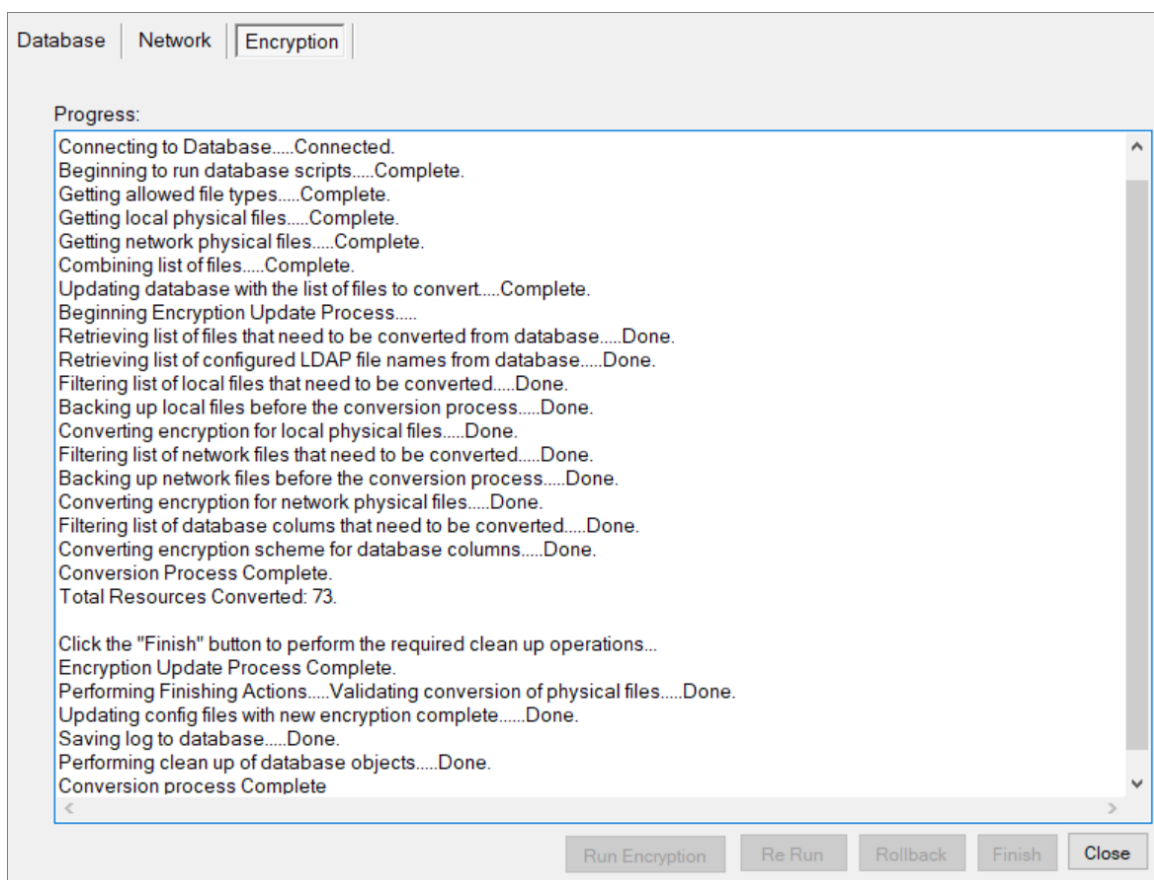 Database Network Encryption
Progress:
Connecting to Database.....Connected.
Beginning to run database scripts.....Complete.
Getting allowed file types.....Complete.
Getting local physical files.....Complete.
Getting network physical files.....Complete.
Combining list of files.....Complete.
Updating database with the list of files to convert.....Complete.
Beginning Encryption Update Process.....
Retrieving list of files that need to be converted from database.....Done.
Retrieving list of configured LDAP file names from database.....Done.
Filtering list of local files that need to be converted.....Done.
Backing up local files before the conversion process.....Done.
Converting encryption for local physical files.....Done.
Filtering list of network files that need to be converted.....Done.
Backing up network files before the conversion process.....Done.
Converting encryption for network physical files.....Done.
Filtering list of database colums that need to be converted.....Done.
Converting encryption scheme for database columns.....Done.
Conversion Process Complete.
Total Resources Converted: 73.
Click the "Finish" button to perform the required clean up operations...
Encryption Update Process Complete.
Performing Finishing Actions.....Validating conversion of physical files.....Done.
Updating config files with new encryption complete......Done.
Saving log to database.....Done.
Performing clean up of database objects.....Done.
Conversion process Complete
Run Encryption Re Run Rollback Finish Close